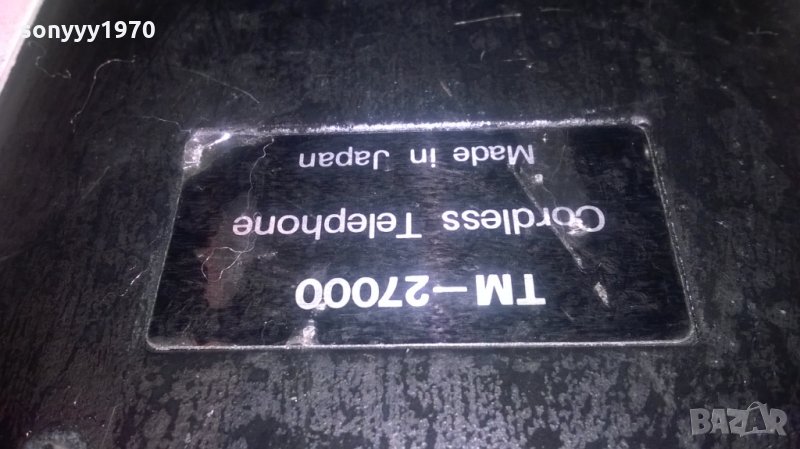 sonyyy1970
TM-27000
Cordless Telephone
Made in Japan
BAZAR